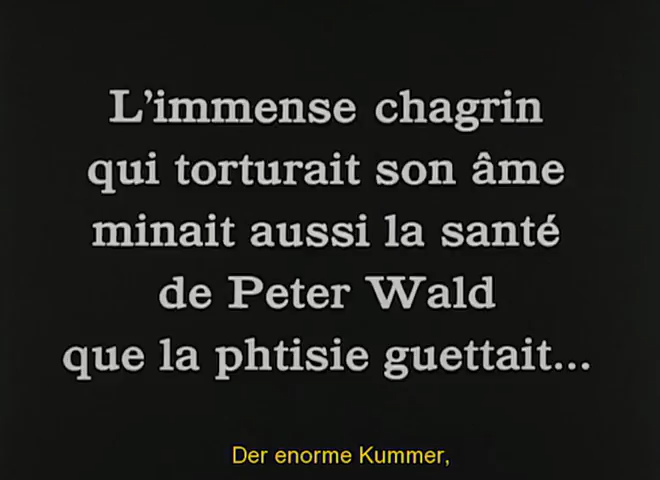 L'immense chagrin
qui torturait son âme
minait aussi la santé
de Peter Wald
que la phtisie guettait...
Der enorme Kummer,